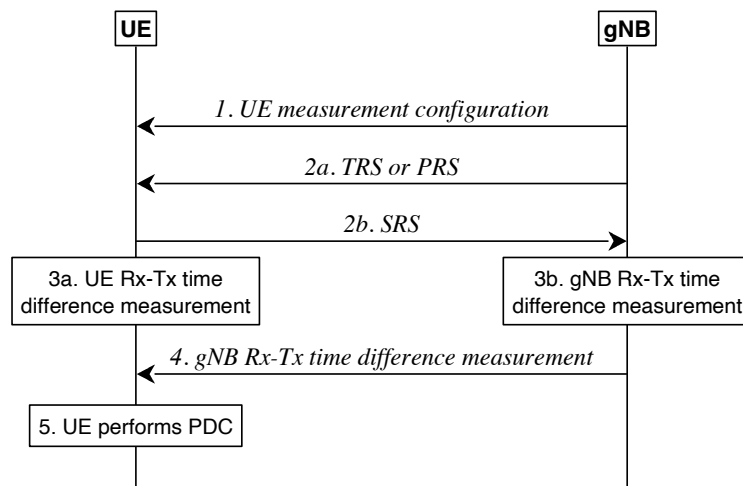 UE
gNB
1. UE measurement configuration
2a. TRS or PRS
2b. SRS
3a. UE Rx-Tx time
difference measurement
3b. gNB Rx-Tx time
difference measurement
4. gNB Rx-Tx time difference measurement
5. UE performs PDC